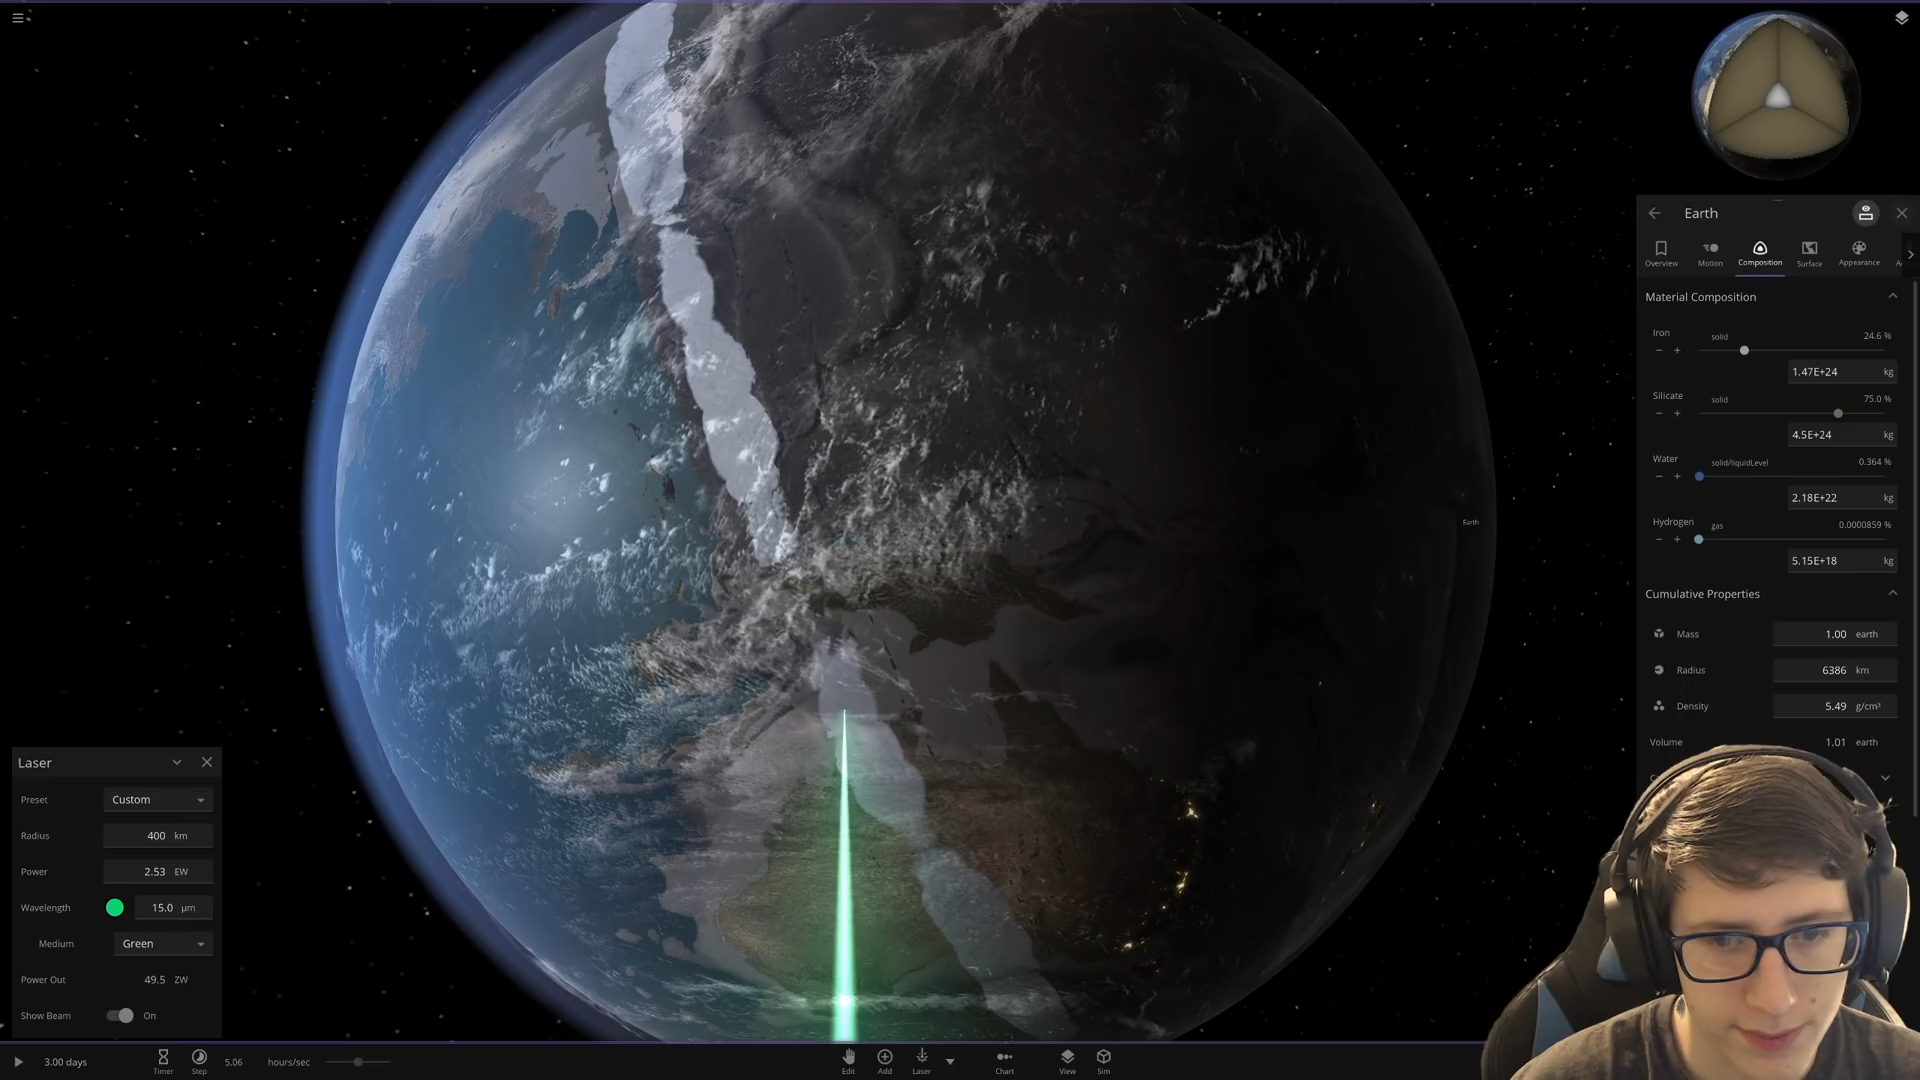 Earth
Overview
Motion
Composition
Surface
Appearance
Material Composition
Iron solid 24.6 %
1.47E+24 kg
Silicate solid 75.0 %
4.5E+24 kg
Water solid/liquidLevel 0.364 %
2.18E+22 kg
Hydrogen gas 0.0000859 %
5.15E+18 kg
Cumulative Properties
Mass 1.00 earth
Radius 6386 km
Density 5.49 g/cm³
Volume 1.01 earth
Earth
Laser
Preset Custom
Radius 400 km
Power 2.53 EW
Wavelength 15.0 μm
Medium Green
Power Out 49.5 ZW
Show Beam On
3.00 days
Timer
Step
5.06 hours/sec
Edit
Add
Laser
Chart
View
Sim